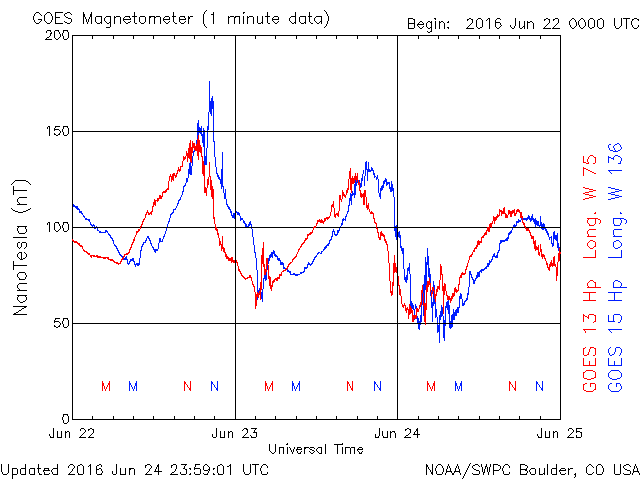 GOES Magnetometer (1 minute data)
Begin: 2016 Jun 22 0000 UTC
200
150
100
50
0
NanoTesla (nT)
M M N N M M N N M M N N
Jun 22 Jun 23 Jun 24 Jun 25
Universal Time
GOES 13 Hp Long. W 75
GOES 15 Hp Long. W 136
Updated 2016 Jun 24 23:59:01 UTC
NOAA/SWPC Boulder, CO USA